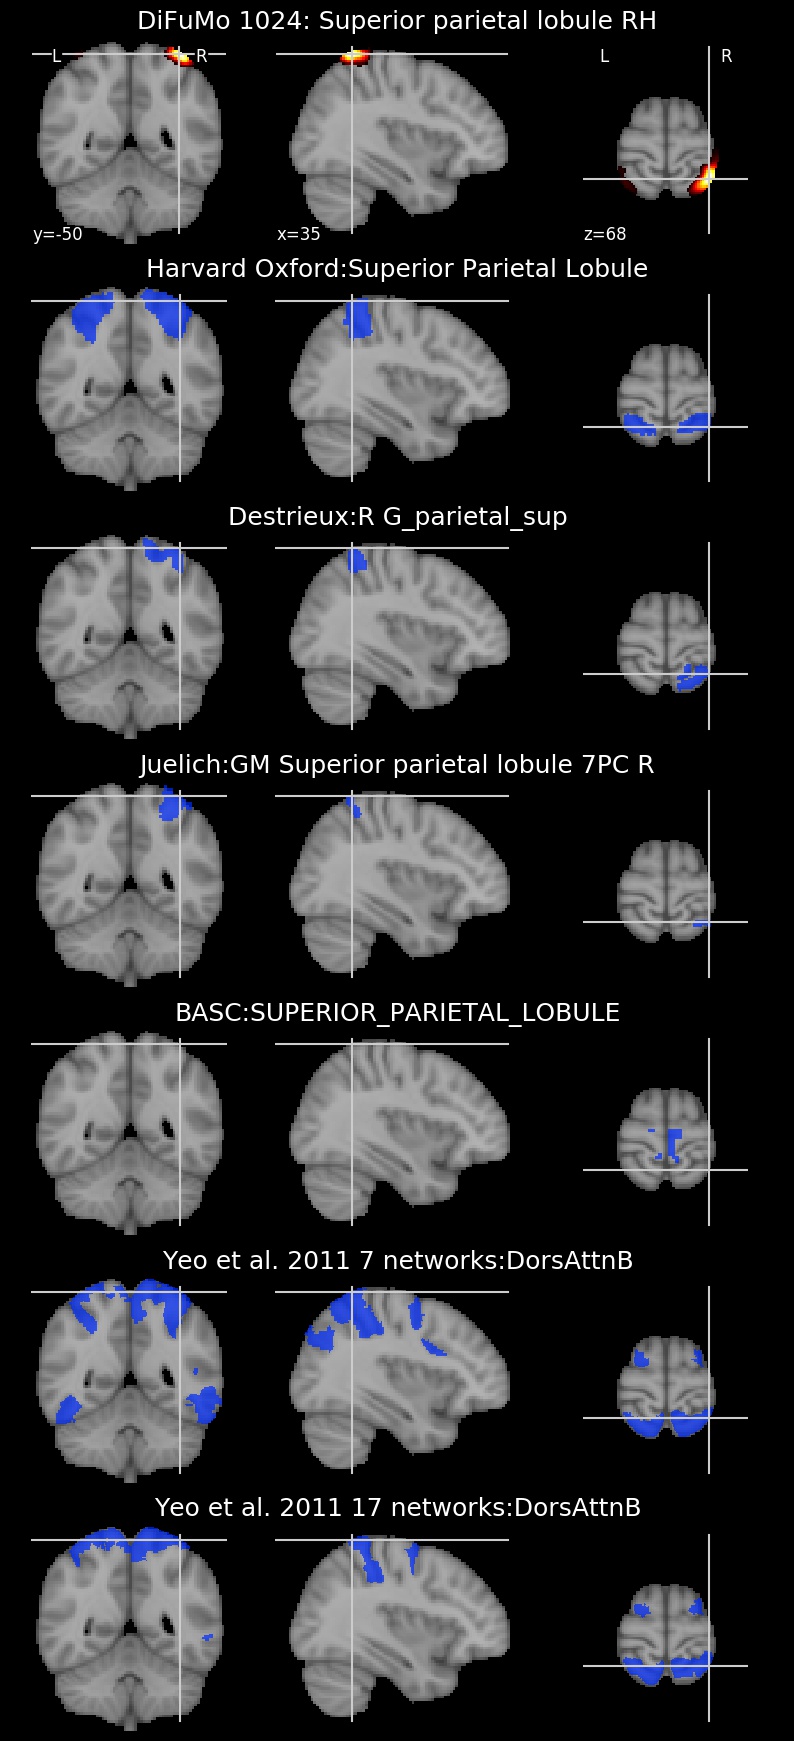 DiFuMo 1024: Superior parietal lobule RH
L R L R
y=-50 x=35 z=68
Harvard Oxford:Superior Parietal Lobule
Destrieux:R G_parietal_sup
Juelich:GM Superior parietal lobule 7PC R
BASC:SUPERIOR_PARIETAL_LOBULE
Yeo et al. 2011 7 networks:DorsAttnB
Yeo et al. 2011 17 networks:DorsAttnB